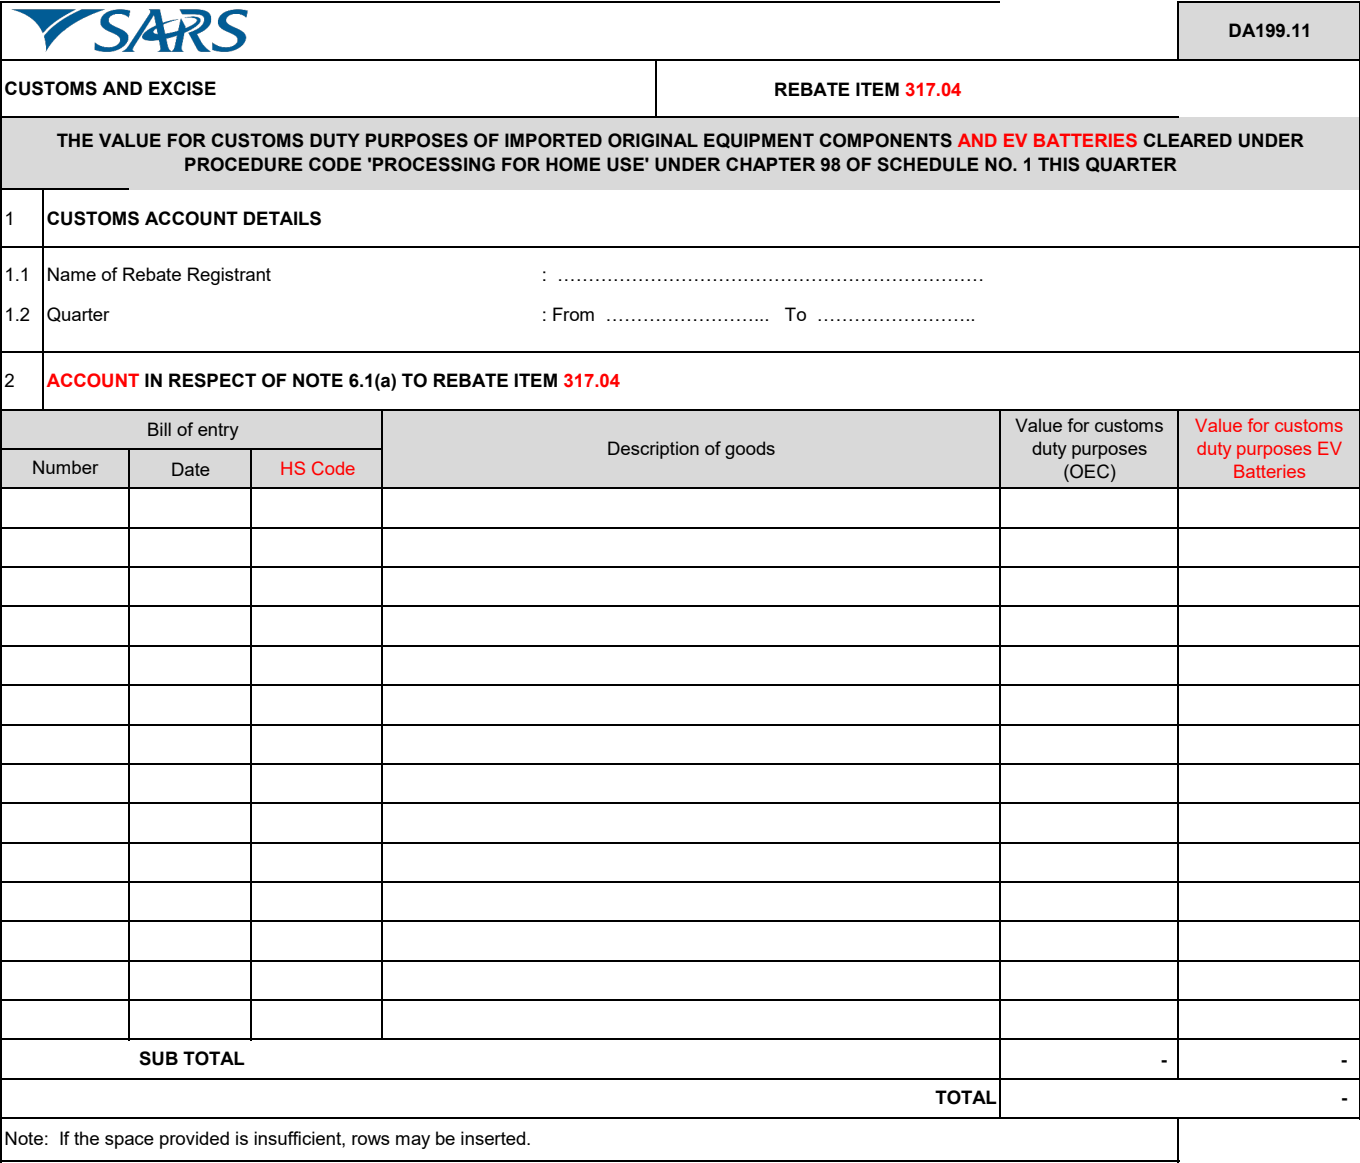 SARS
DA199.11
CUSTOMS AND EXCISE
REBATE ITEM 317.04
THE VALUE FOR CUSTOMS DUTY PURPOSES OF IMPORTED ORIGINAL EQUIPMENT COMPONENTS AND EV BATTERIES CLEARED UNDER
PROCEDURE CODE 'PROCESSING FOR HOME USE' UNDER CHAPTER 98 OF SCHEDULE NO. 1 THIS QUARTER
1 CUSTOMS ACCOUNT DETAILS
1.1 Name of Rebate Registrant : ……………………………………………………………
1.2 Quarter : From ……………………... To ……………………..
2 ACCOUNT IN RESPECT OF NOTE 6.1(a) TO REBATE ITEM 317.04
Bill of entry
Number
Date
HS Code
Description of goods
Value for customs
duty purposes
(OEC)
Value for customs
duty purposes EV
Batteries
SUB TOTAL - -
TOTAL -
Note: If the space provided is insufficient, rows may be inserted.